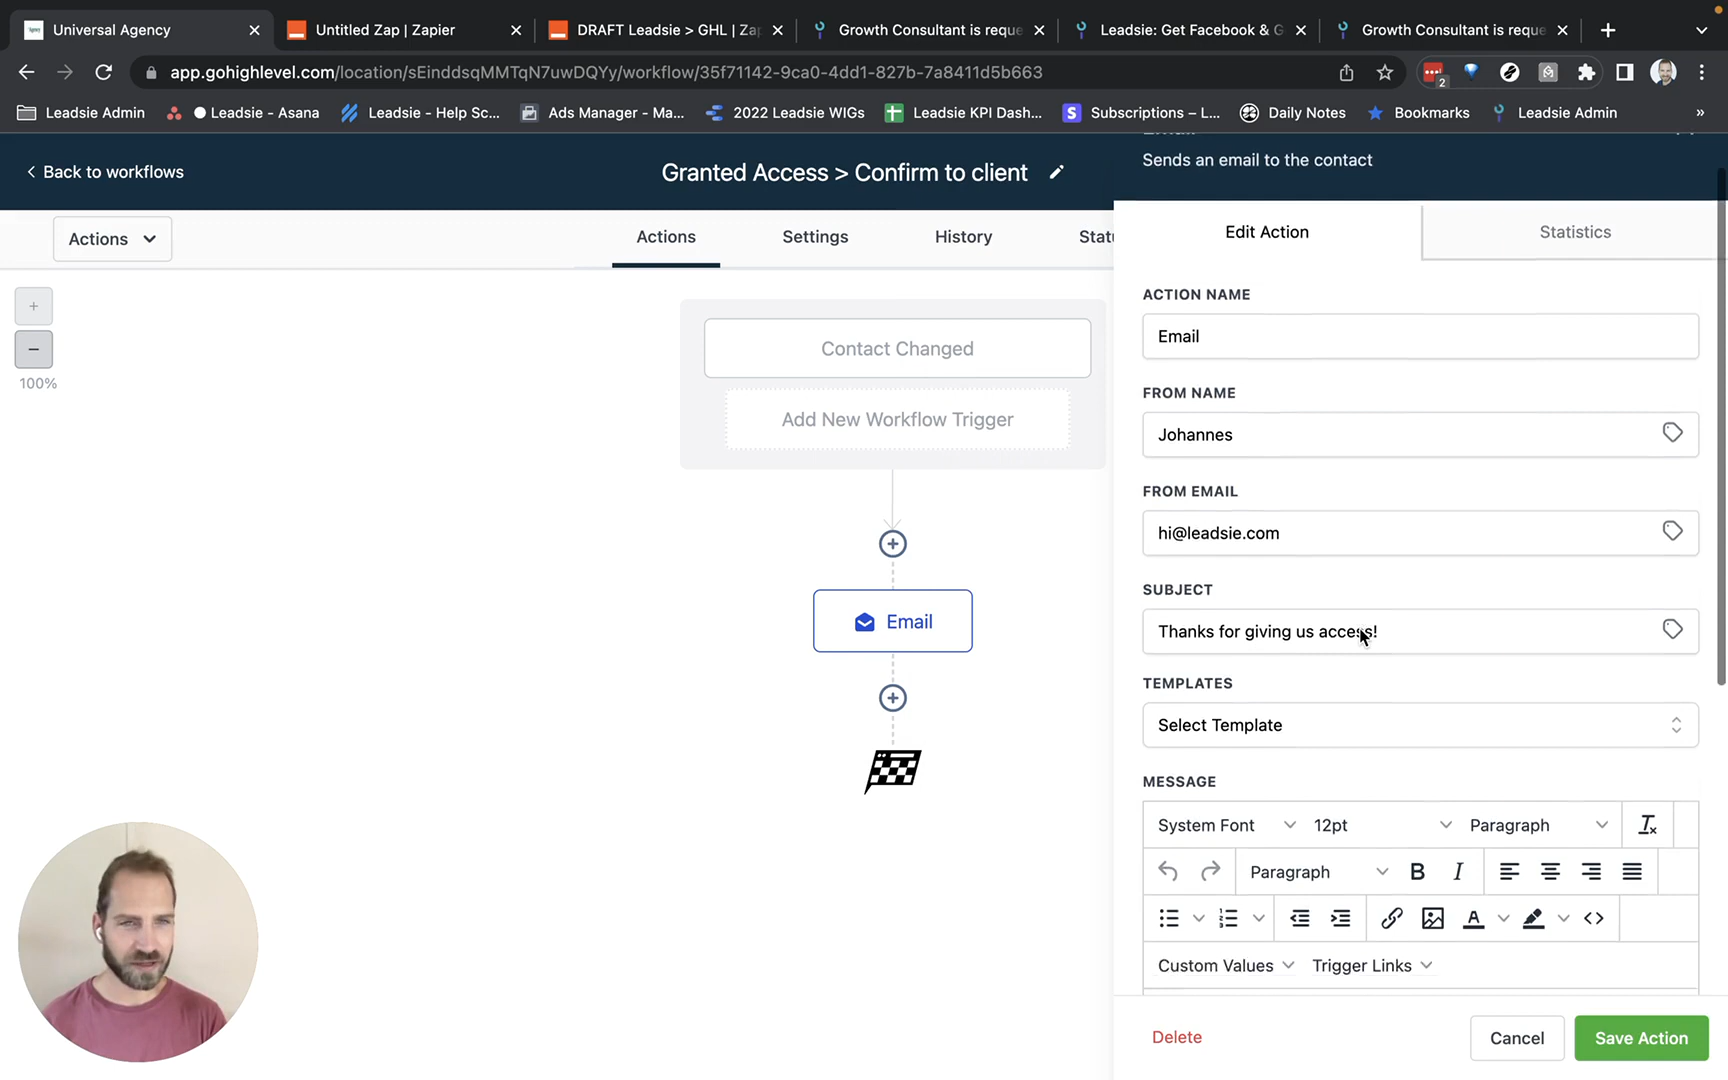 Universal Agency
Untitled Zap | Zapier
DRAFT Leadsie > GHL | Zap
Growth Consultant is reque
Leadsie: Get Facebook & G
Growth Consultant is reque
app.gohighlevel.com/location/sEinddsqMMTqN7uwDQYy/workflow/35f71142-9ca0-4dd1-827b-7a8411d5b663
2
Leadsie Admin
Leadsie - Asana
Leadsie - Help Sc...
Ads Manager - Ma...
2022 Leadsie WIGs
Leadsie KPI Dash...
Subscriptions – L...
Daily Notes
Bookmarks
Leadsie Admin
»
Back to workflows
Granted Access > Confirm to client
Sends an email to the contact
Actions
Actions
Settings
History
Statu
Edit Action
Statistics
100%
Contact Changed
Add New Workflow Trigger
Email
ACTION NAME
Email
FROM NAME
Johannes
FROM EMAIL
hi@leadsie.com
SUBJECT
Thanks for giving us access!
TEMPLATES
Select Template
MESSAGE
System Font
12pt
Paragraph
Paragraph
B
I
A
Custom Values
Trigger Links
Delete
Cancel
Save Action